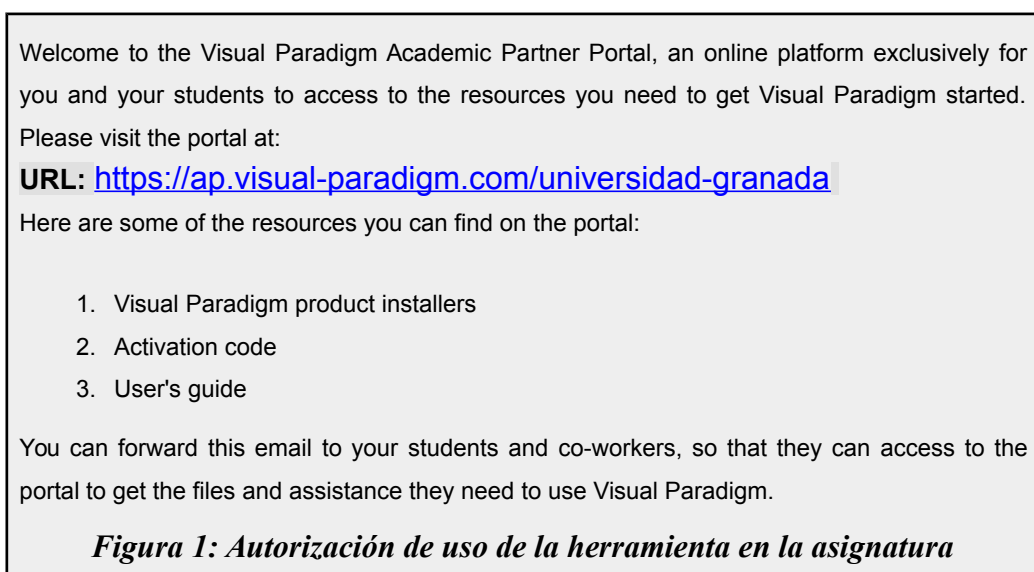 Welcome to the Visual Paradigm Academic Partner Portal, an online platform exclusively for
you and your students to access to the resources you need to get Visual Paradigm started.
Please visit the portal at:
URL: https://ap.visual-paradigm.com/universidad-granada
Here are some of the resources you can find on the portal:
1. Visual Paradigm product installers
2. Activation code
3. User's guide
You can forward this email to your students and co-workers, so that they can access to the
portal to get the files and assistance they need to use Visual Paradigm.
Figura 1: Autorización de uso de la herramienta en la asignatura